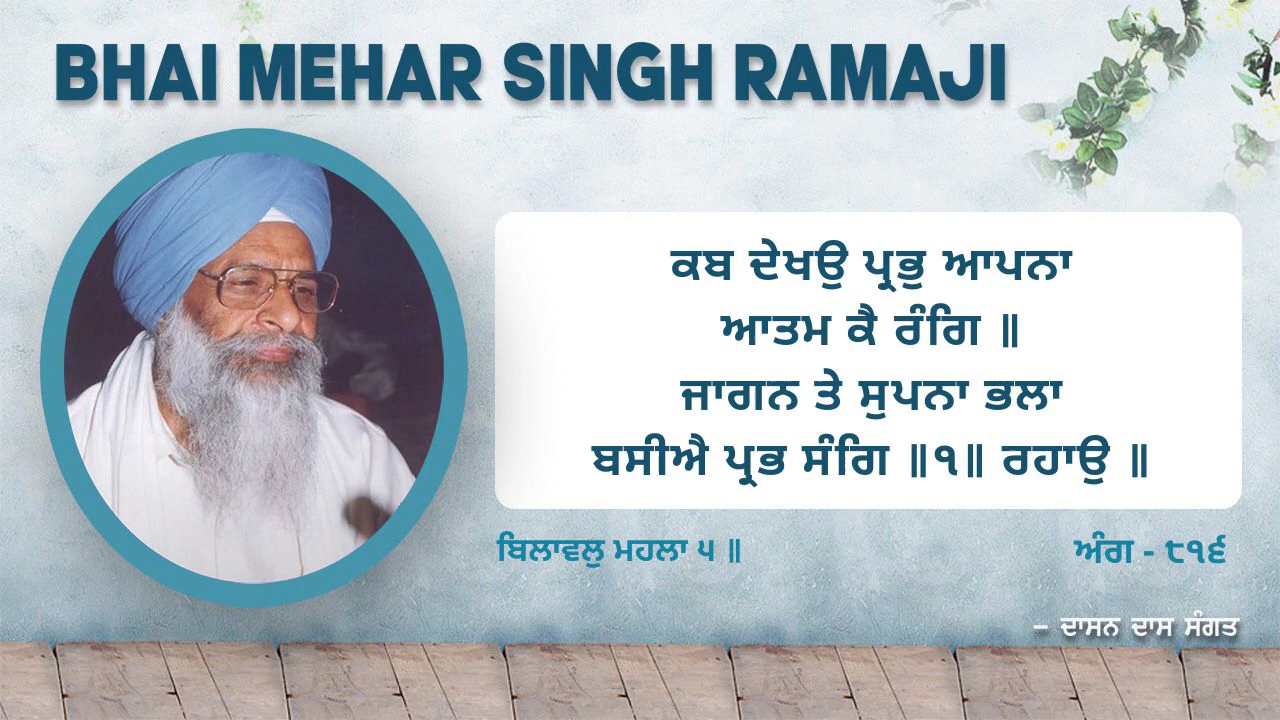 BHAI MEHAR SINGH RAMAJI
ਕਬ ਦੇਖਉ ਪ੍ਰਭੁ ਆਪਨਾ
ਆਤਮ ਕੈ ਰੰਗਿ ॥
ਜਾਗਨ ਤੇ ਸੁਪਨਾ ਭਲਾ
ਬਸੀਐ ਪ੍ਰਭ ਸੰਗਿ ॥੧॥ ਰਹਾਉ ॥
ਬਿਲਾਵਲੁ ਮਹਲਾ ੫ ॥
ਅੰਗ - ੮੧੬
– ਦਾਸਨ ਦਾਸ ਸੰਗਤ